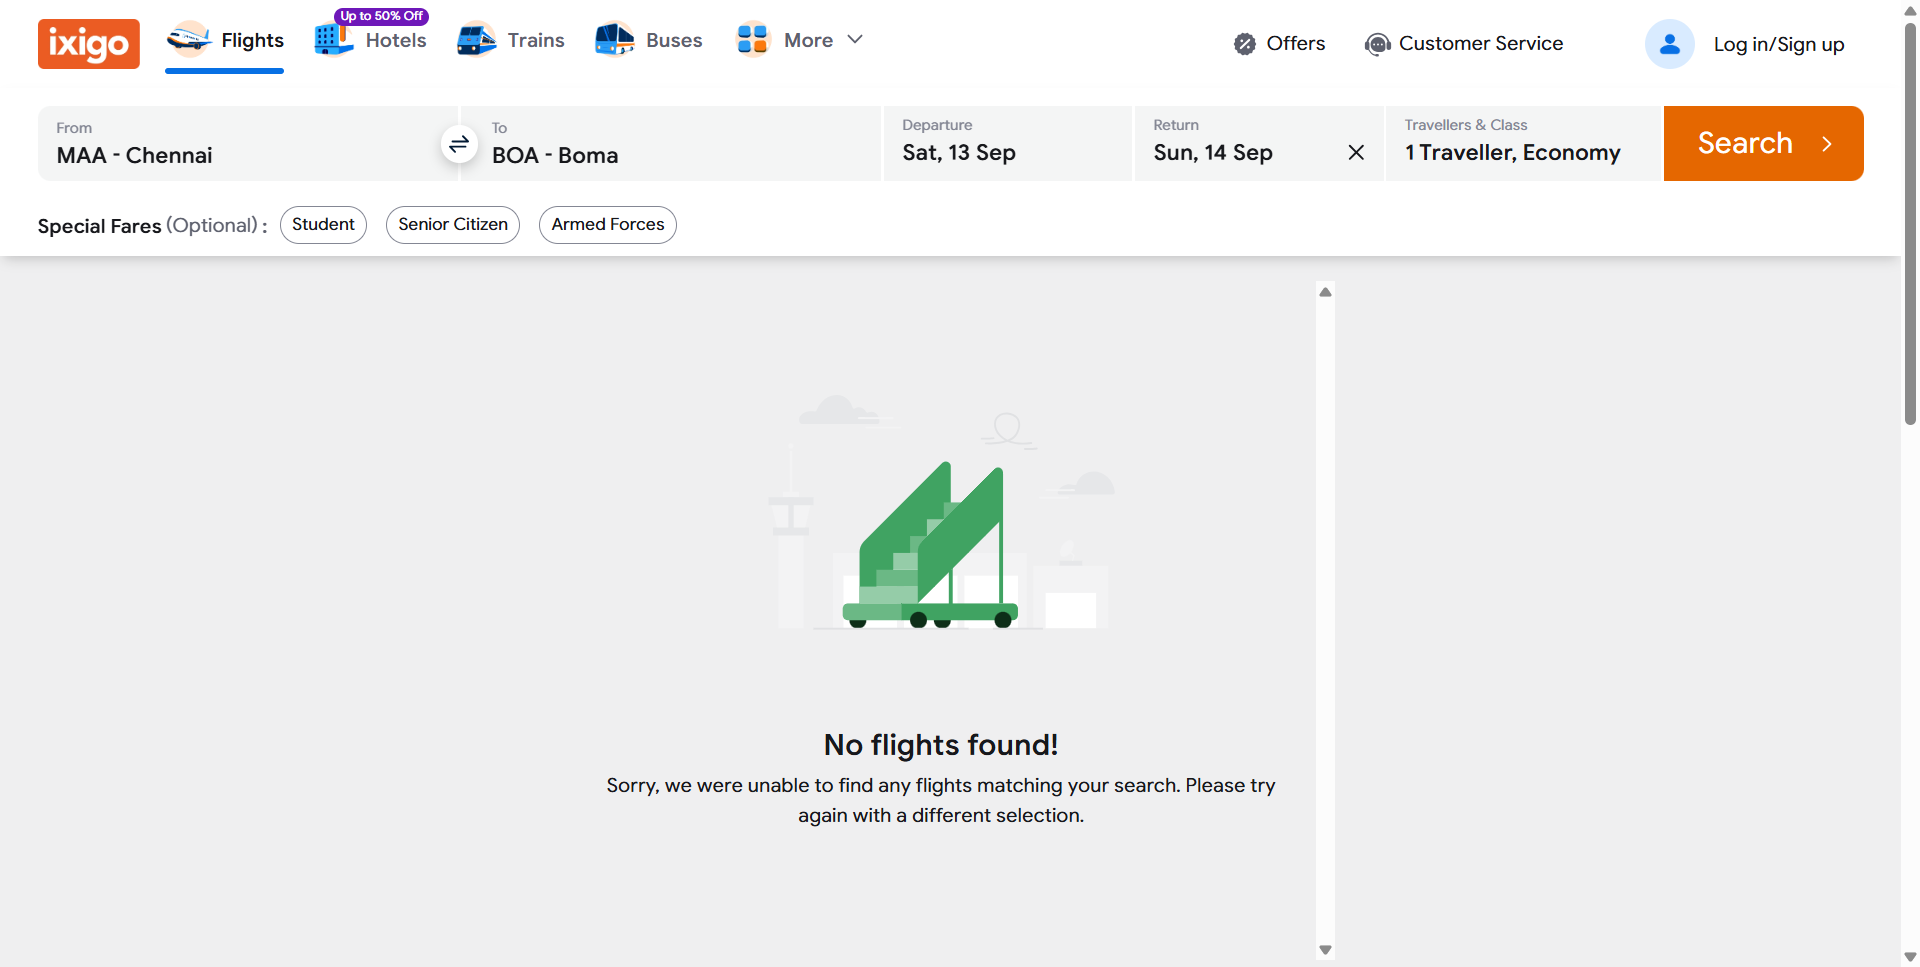 ixigo
Flights
Up to 50% Off
Hotels
Trains
Buses
More
Offers
Customer Service
Log in/Sign up
From
MAA - Chennai
To
BOA - Boma
Departure
Sat, 13 Sep
Return
Sun, 14 Sep
Travellers & Class
1 Traveller, Economy
Search
Special Fares (Optional) :
Student
Senior Citizen
Armed Forces
No flights found!
Sorry, we were unable to find any flights matching your search. Please try
again with a different selection.